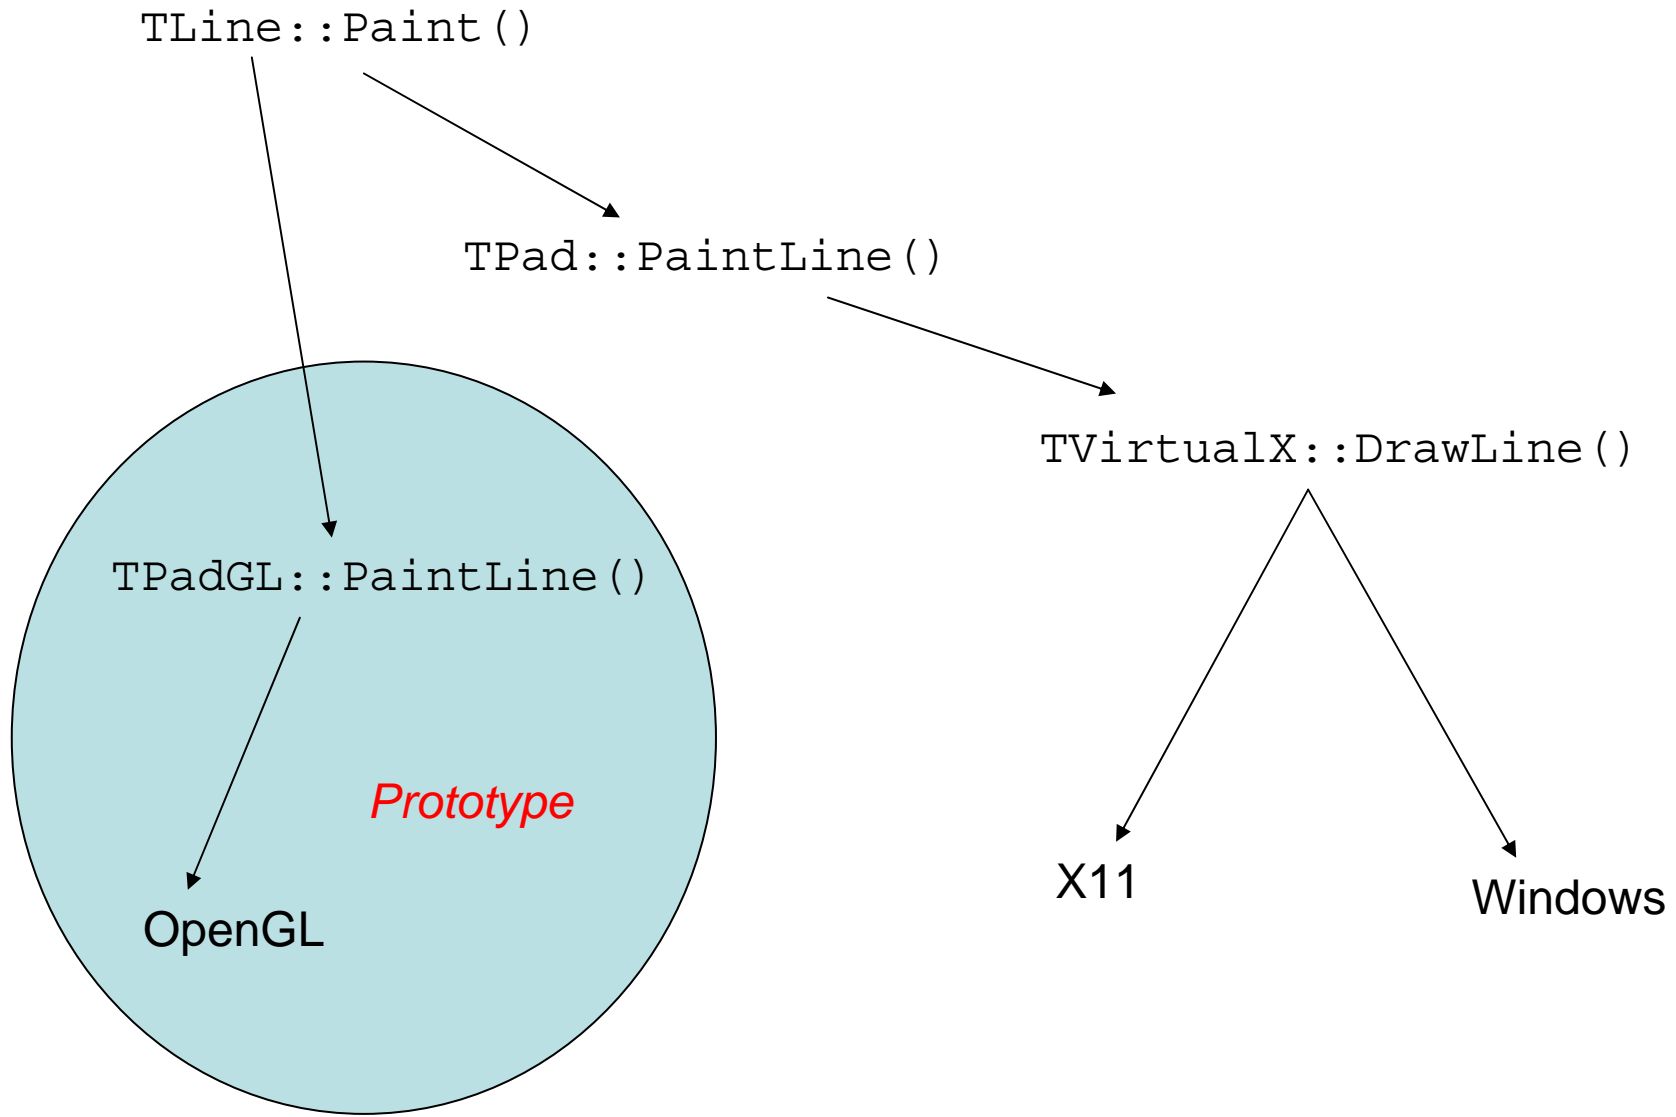 TLine::Paint()
TPad::PaintLine()
TVirtualX::DrawLine()
TPadGL::PaintLine()
Prototype
X11
Windows
OpenGL